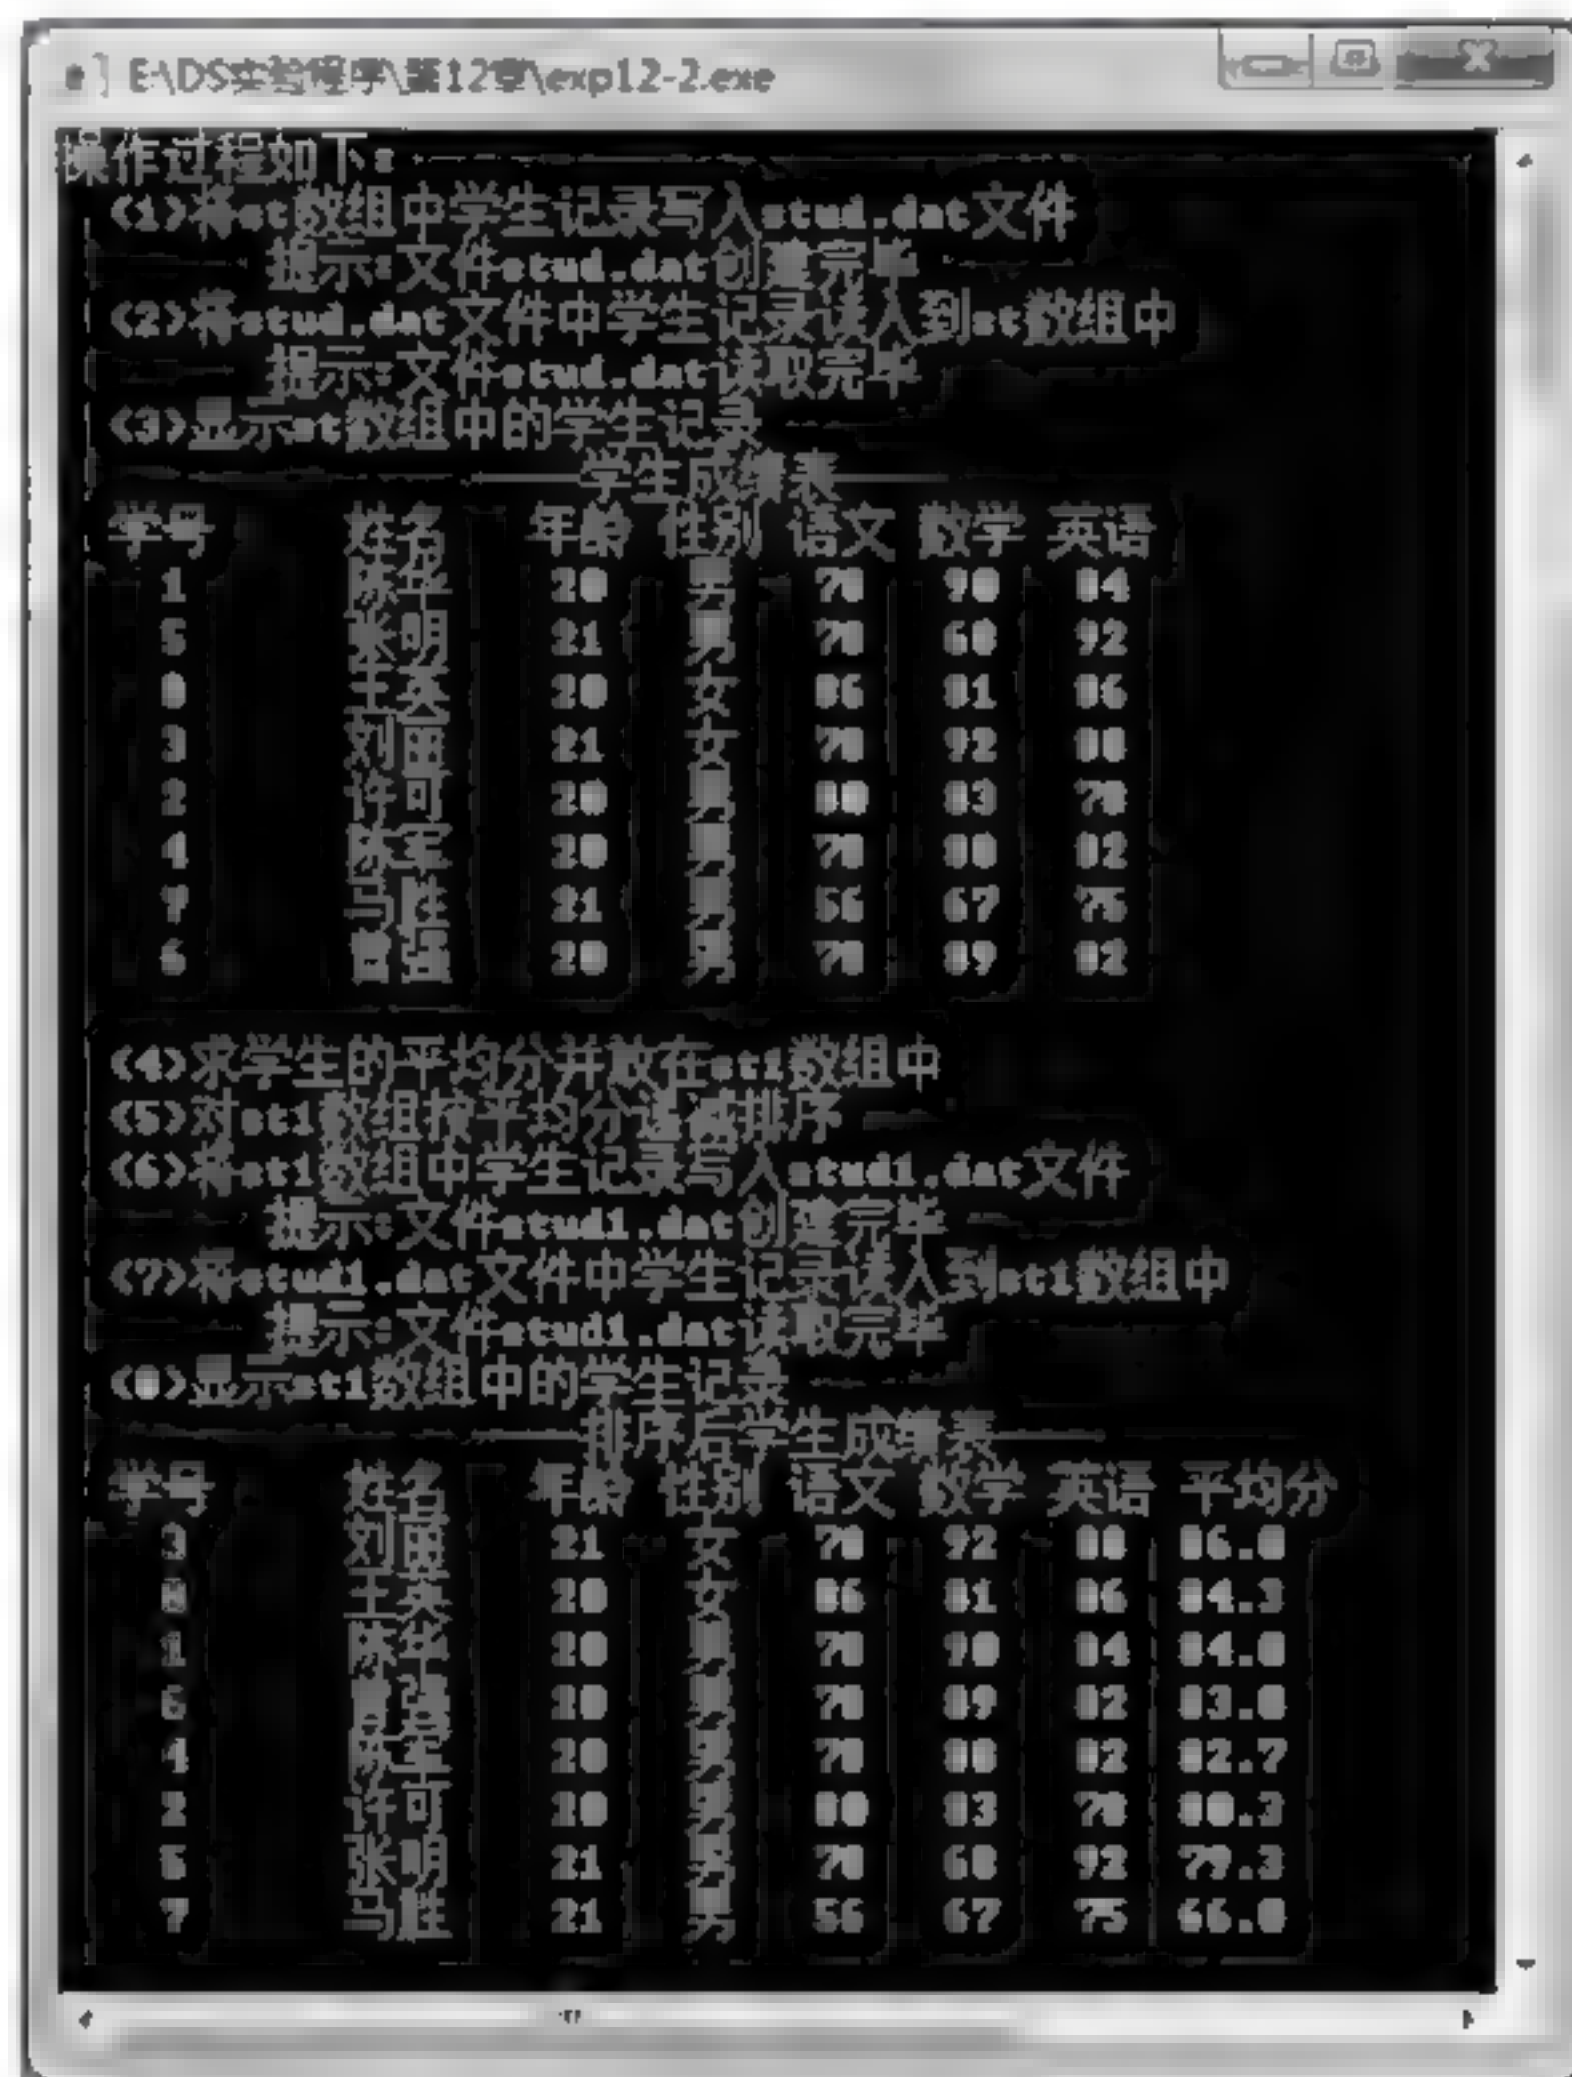 E:\DS实验程序\第12章\exp12-2.exe
操作过程如下:
(1)将st数组中学生记录写入stud.dat文件
提示:文件stud.dat创建完毕
(2)将stud.dat文件中学生记录读入到st数组中
提示:文件stud.dat读取完毕
(3)显示st数组中的学生记录
学生成绩表
学号 姓名 年龄 性别 语文 数学 英语
1 陈华 20 男 78 90 84
5 张明 21 男 78 68 92
8 王英 20 女 86 81 86
3 刘丽 21 女 78 92 88
2 许可 20 男 80 83 78
4 陈军 20 男 78 88 82
7 马胜 21 男 56 67 75
6 曾强 20 男 78 89 82
(4)求学生的平均分并放在st1数组中
(5)对st1数组按平均分递减排序
(6)将st1数组中学生记录写入stud1.dat文件
提示:文件stud1.dat创建完毕
(7)将stud1.dat文件中学生记录读入到st1数组中
提示:文件stud1.dat读取完毕
(8)显示st1数组中的学生记录
排序后学生成绩表
学号 姓名 年龄 性别 语文 数学 英语 平均分
3 刘丽 21 女 78 92 88 86.0
8 王英 20 女 86 81 86 84.3
1 陈华 20 男 78 90 84 84.0
6 曾强 20 男 78 89 82 83.0
4 陈军 20 男 78 88 82 82.7
2 许可 20 男 80 83 78 80.3
5 张明 21 男 78 68 92 79.3
7 马胜 21 男 56 67 75 66.0